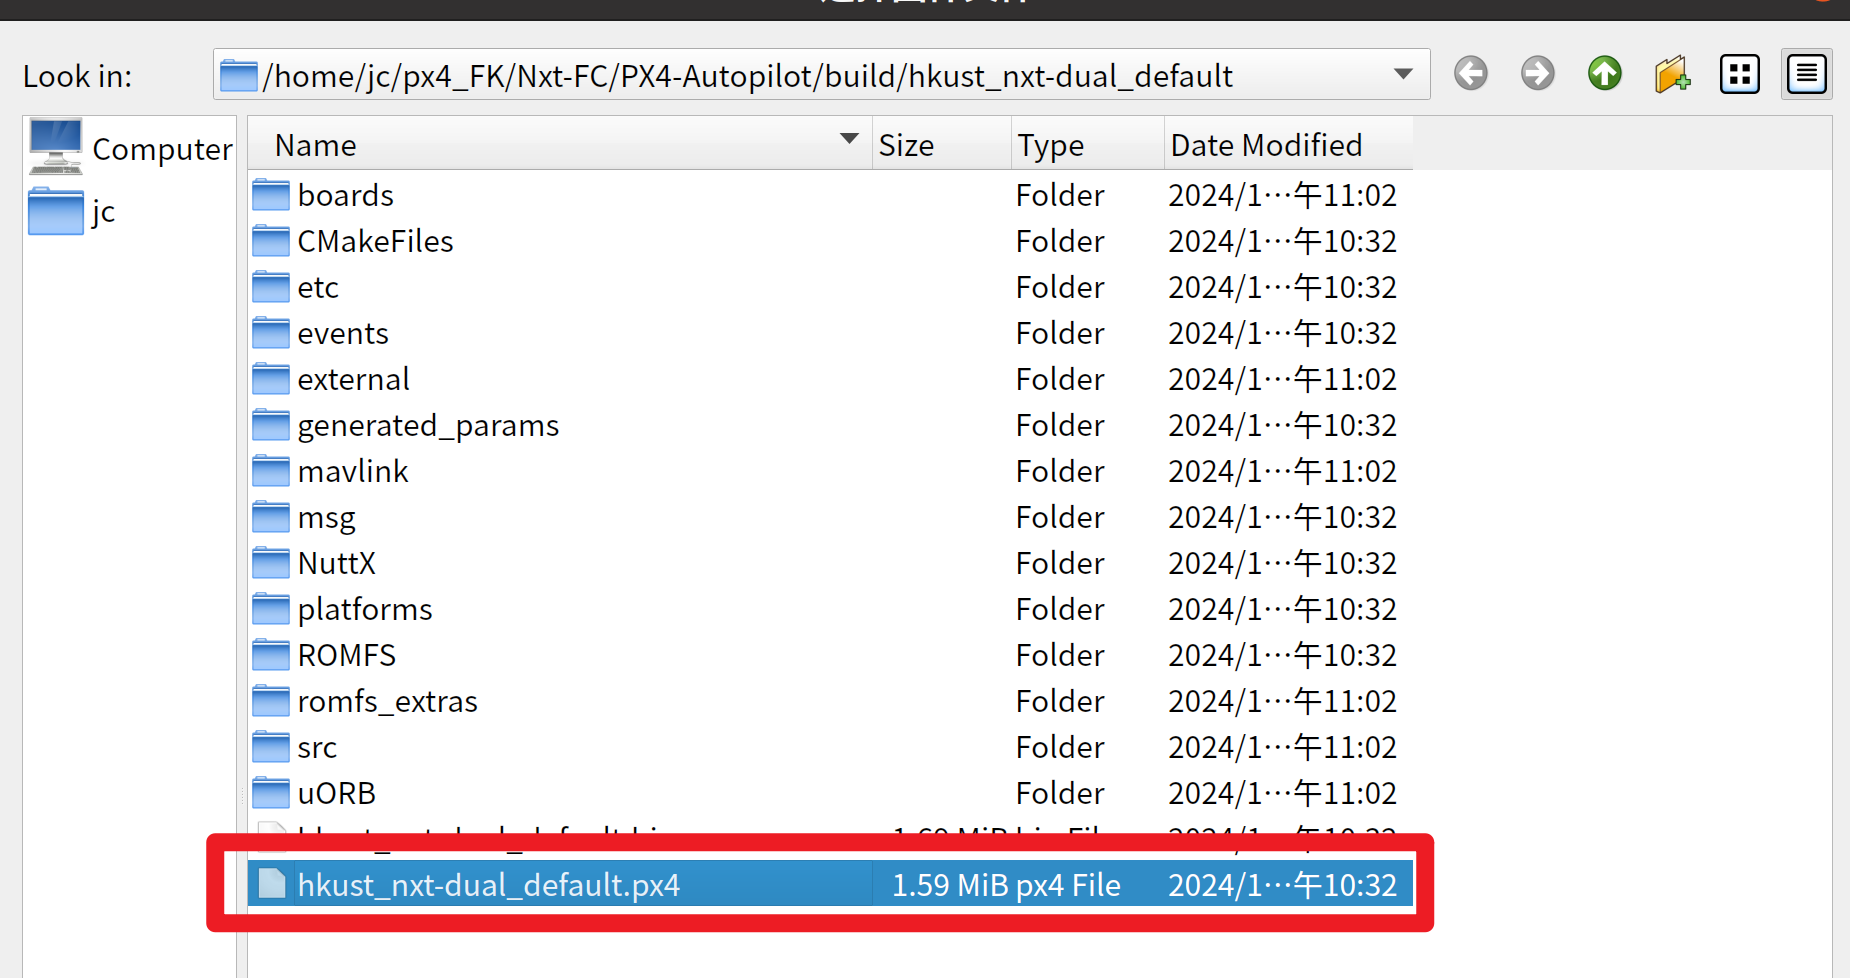 Look in: /home/jc/px4_FK/Nxt-FC/PX4-Autopilot/build/hkust_nxt-dual_default
Computer
jc
Name Size Type Date Modified
boards Folder 2024/1···午11:02
CMakeFiles Folder 2024/1···午10:32
etc Folder 2024/1···午10:32
events Folder 2024/1···午10:32
external Folder 2024/1···午11:02
generated_params Folder 2024/1···午10:32
mavlink Folder 2024/1···午11:02
msg Folder 2024/1···午10:32
NuttX Folder 2024/1···午10:32
platforms Folder 2024/1···午10:32
ROMFS Folder 2024/1···午10:32
romfs_extras Folder 2024/1···午11:02
src Folder 2024/1···午11:02
uORB Folder 2024/1···午11:02
hkust_nxt-dual_default.px4 1.59 MiB px4 File 2024/1···午10:32